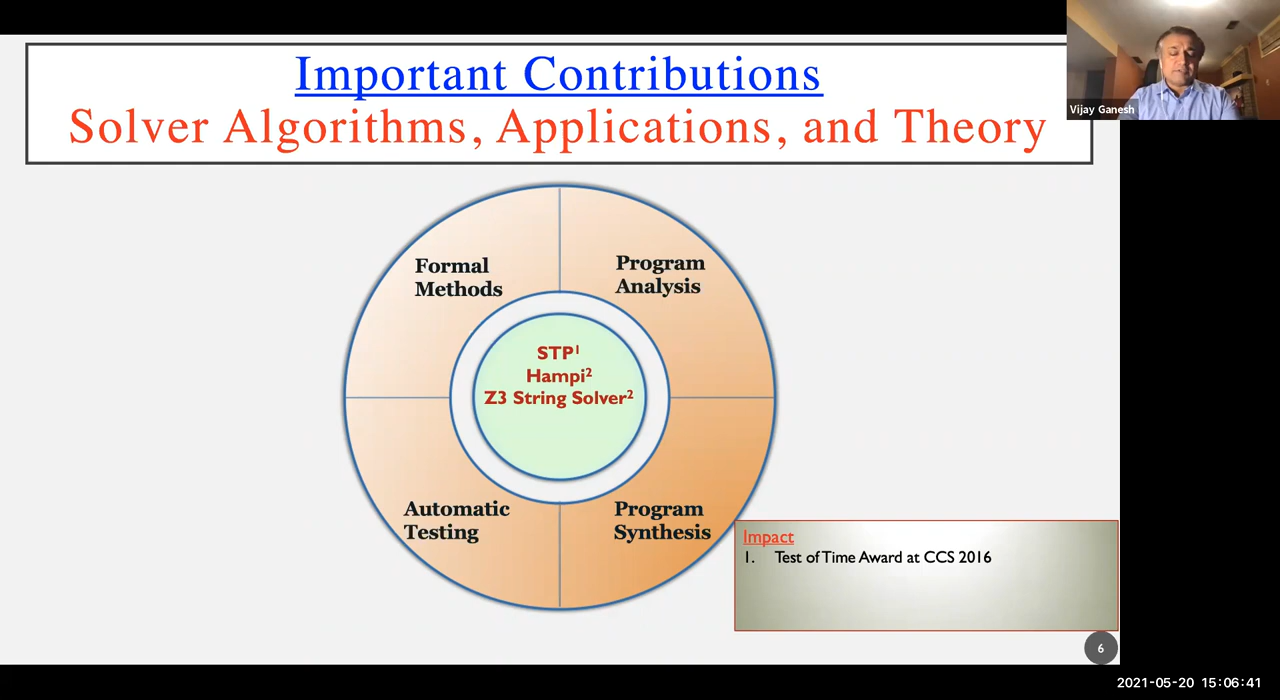 Important Contributions
Solver Algorithms, Applications, and Theory
Vijay Ganesh
Formal
Methods
Program
Analysis
STP¹
Hampi²
Z3 String Solver²
Automatic
Testing
Program
Synthesis
Impact
1. Test of Time Award at CCS 2016
6
2021-05-20 15:06:41